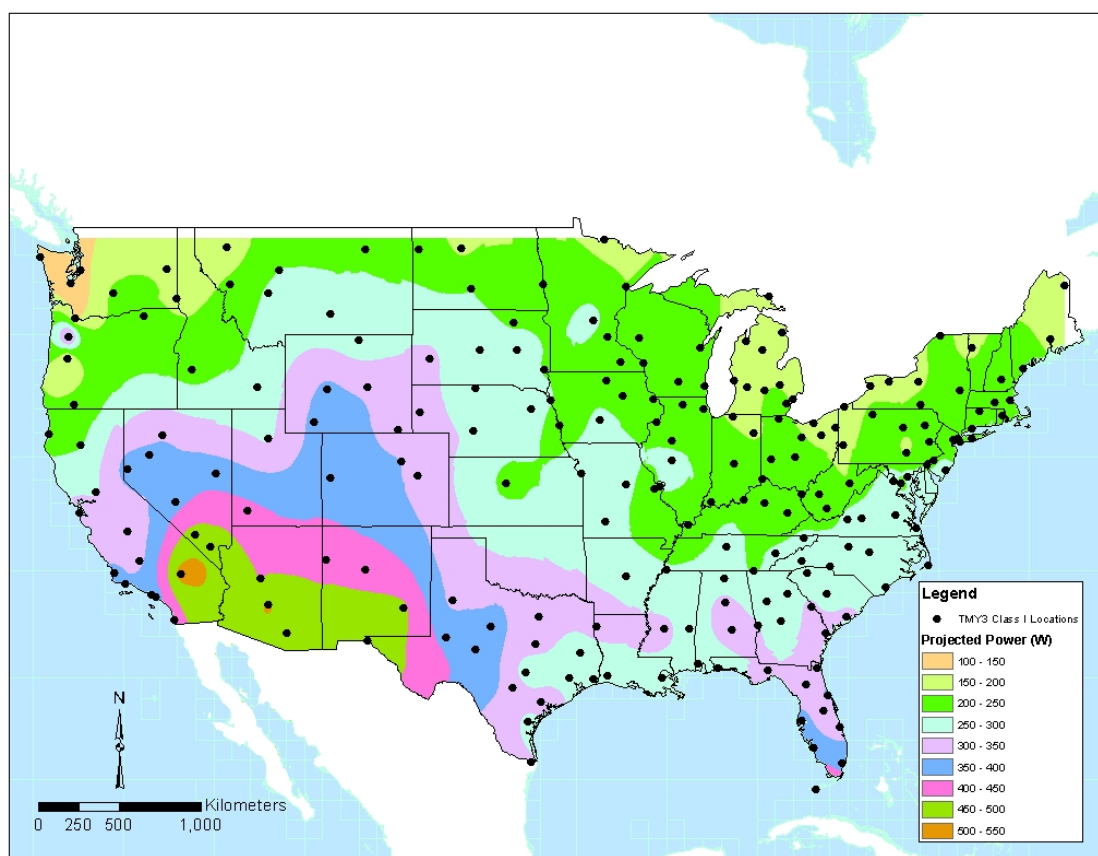 N
Kilometers
0 250 500 1,000
Legend
TMY3 Class I Locations
Projected Power (W)
100 - 150
150 - 200
200 - 250
250 - 300
300 - 350
350 - 400
400 - 450
450 - 500
500 - 550